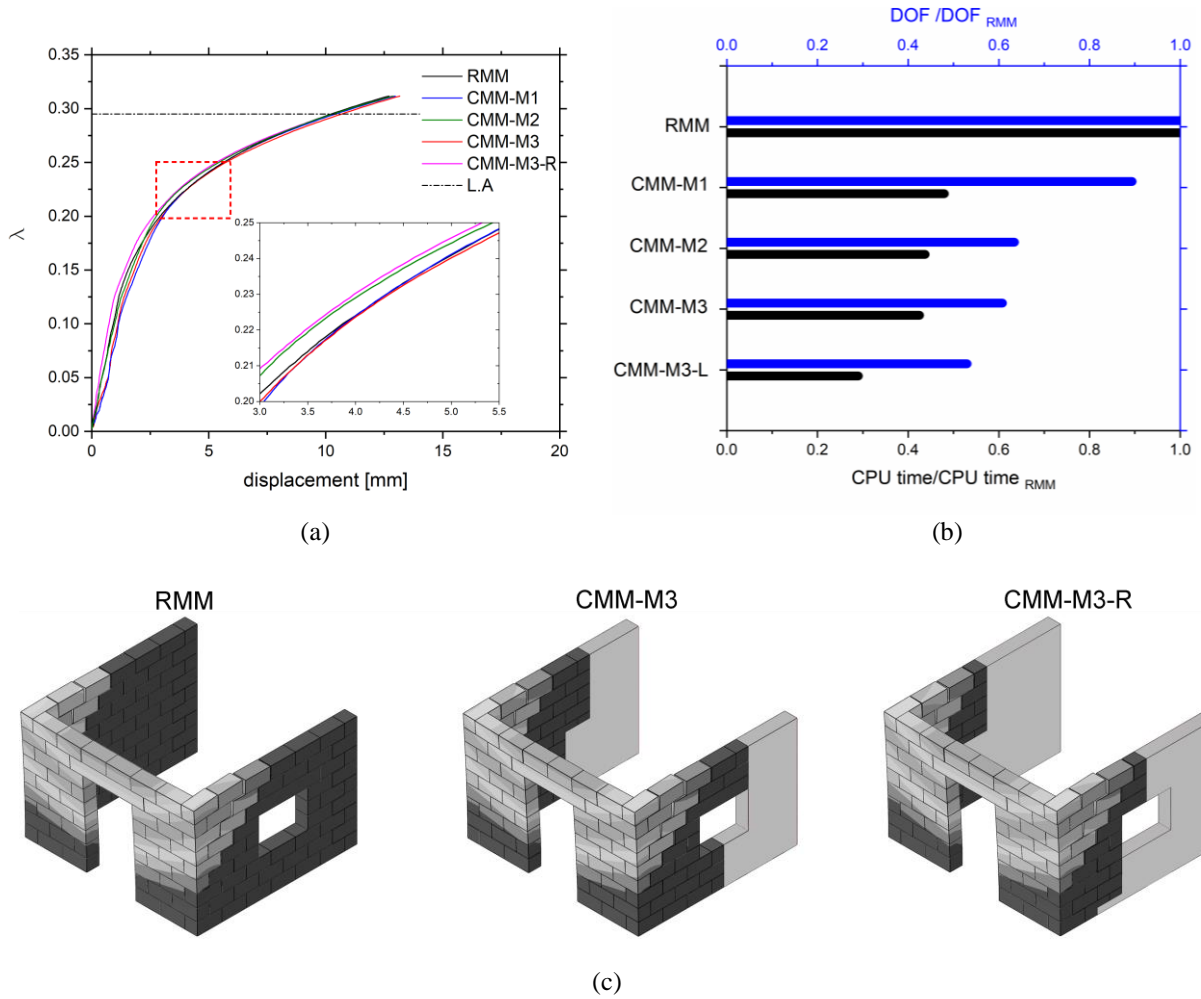 0.35
0.30
0.25
0.20
0.15
0.10
0.05
0.00
λ
RMM
CMM-M1
CMM-M2
CMM-M3
CMM-M3-R
L.A
0.25
0.24
0.23
0.22
0.21
0.20
3.0 3.5 4.0 4.5 5.0 5.5
0 5 10 15 20
displacement [mm]
(a)
DOF /DOF RMM
0.0 0.2 0.4 0.6 0.8 1.0
RMM
CMM-M1
CMM-M2
CMM-M3
CMM-M3-L
0.0 0.2 0.4 0.6 0.8 1.0
CPU time/CPU time RMM
(b)
RMM CMM-M3 CMM-M3-R
(c)